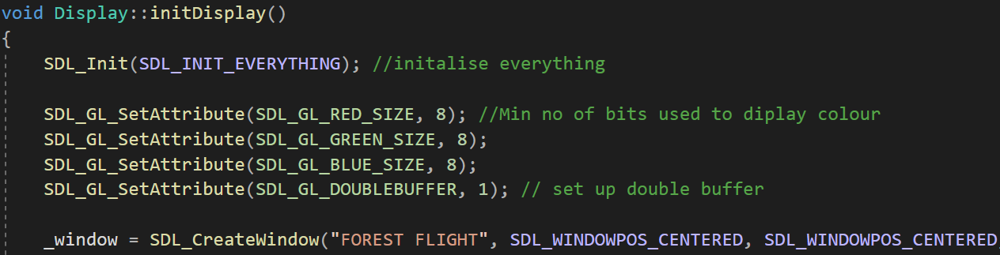 void Display::initDisplay()
{
SDL_Init(SDL_INIT_EVERYTHING); //initalise everything
SDL_GL_SetAttribute(SDL_GL_RED_SIZE, 8); //Min no of bits used to diplay colour
SDL_GL_SetAttribute(SDL_GL_GREEN_SIZE, 8);
SDL_GL_SetAttribute(SDL_GL_BLUE_SIZE, 8);
SDL_GL_SetAttribute(SDL_GL_DOUBLEBUFFER, 1); // set up double buffer
_window = SDL_CreateWindow("FOREST FLIGHT", SDL_WINDOWPOS_CENTERED, SDL_WINDOWPOS_CENTERED,